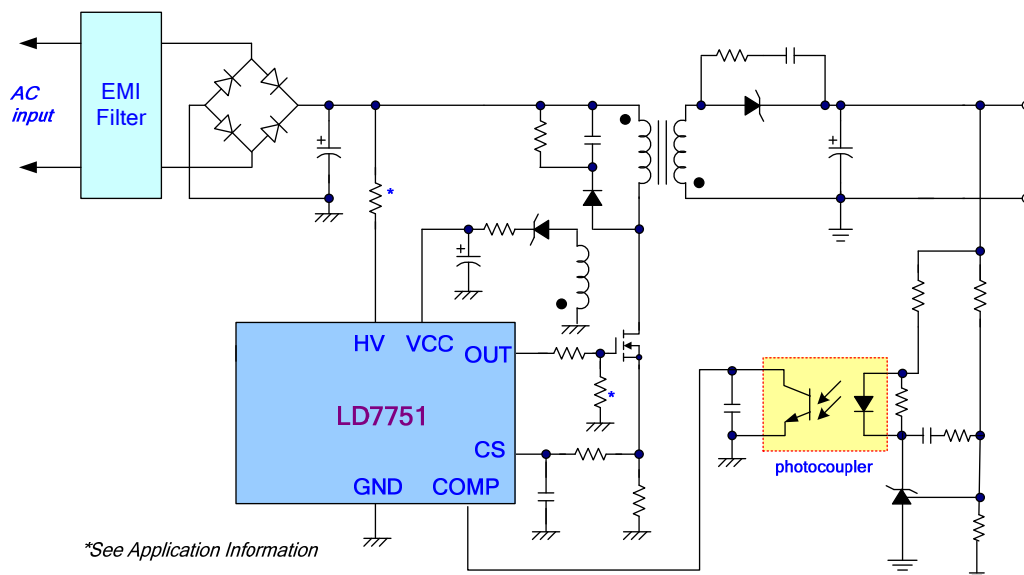 AC
input
EMI
Filter
+
+
*
+
HV
VCC
OUT
*
LD7751
CS
photocoupler
GND
COMP
*See Application Information